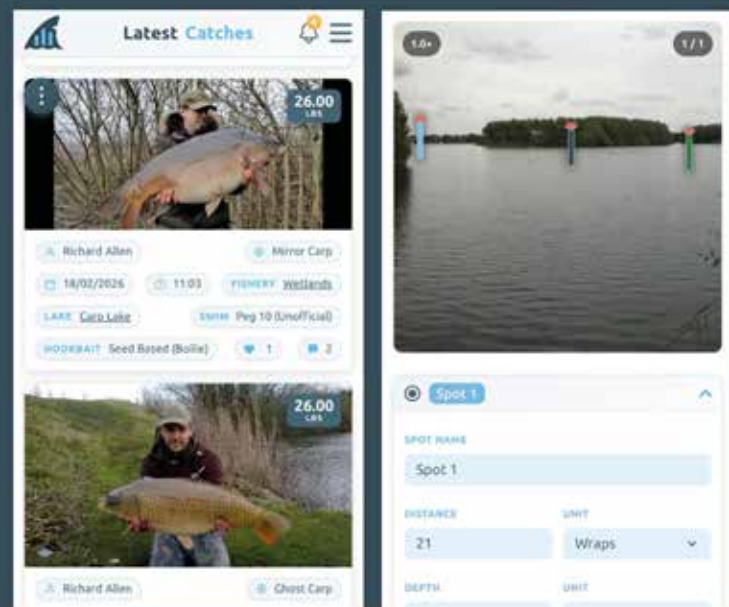 Latest Catches
26.00
LBS
Richard Allen
Mirror Carp
18/02/2026
11:03
FISHERY Wetlands
LAKE Carp Lake
SWIM Peg 10 (Unofficial)
HOOKBAIT Seed Based (Boilie)
1
2
26.00
LBS
Richard Allen
Ghost Carp
1.0×
1 / 1
Spot 1
SPOT NAME
Spot 1
DISTANCE
UNIT
21
Wraps
DEPTH
UNIT